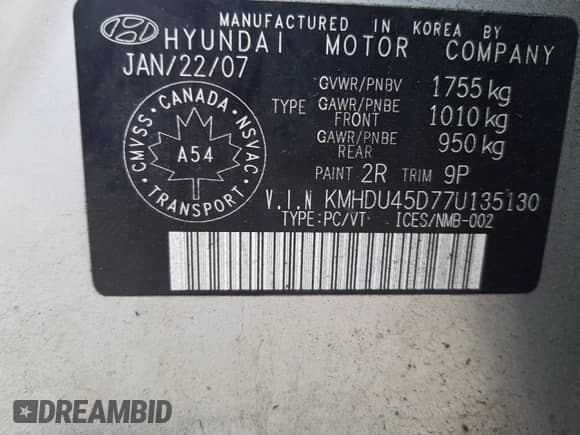 MANUFACTURED IN KOREA BY
HYUNDAI MOTOR COMPANY
JAN/22/07
GVWR/PNBV 1755 kg
TYPE GAWR/PNBE FRONT 1010 kg
GAWR/PNBE REAR 950 kg
PAINT 2R TRIM 9P
CMVSS · CANADA · NSVAC · TRANSPORT ·
A54
V.I.N KMHDU45D77U135130
TYPE:PC/VT ICES/NMB-002
DREAMBID